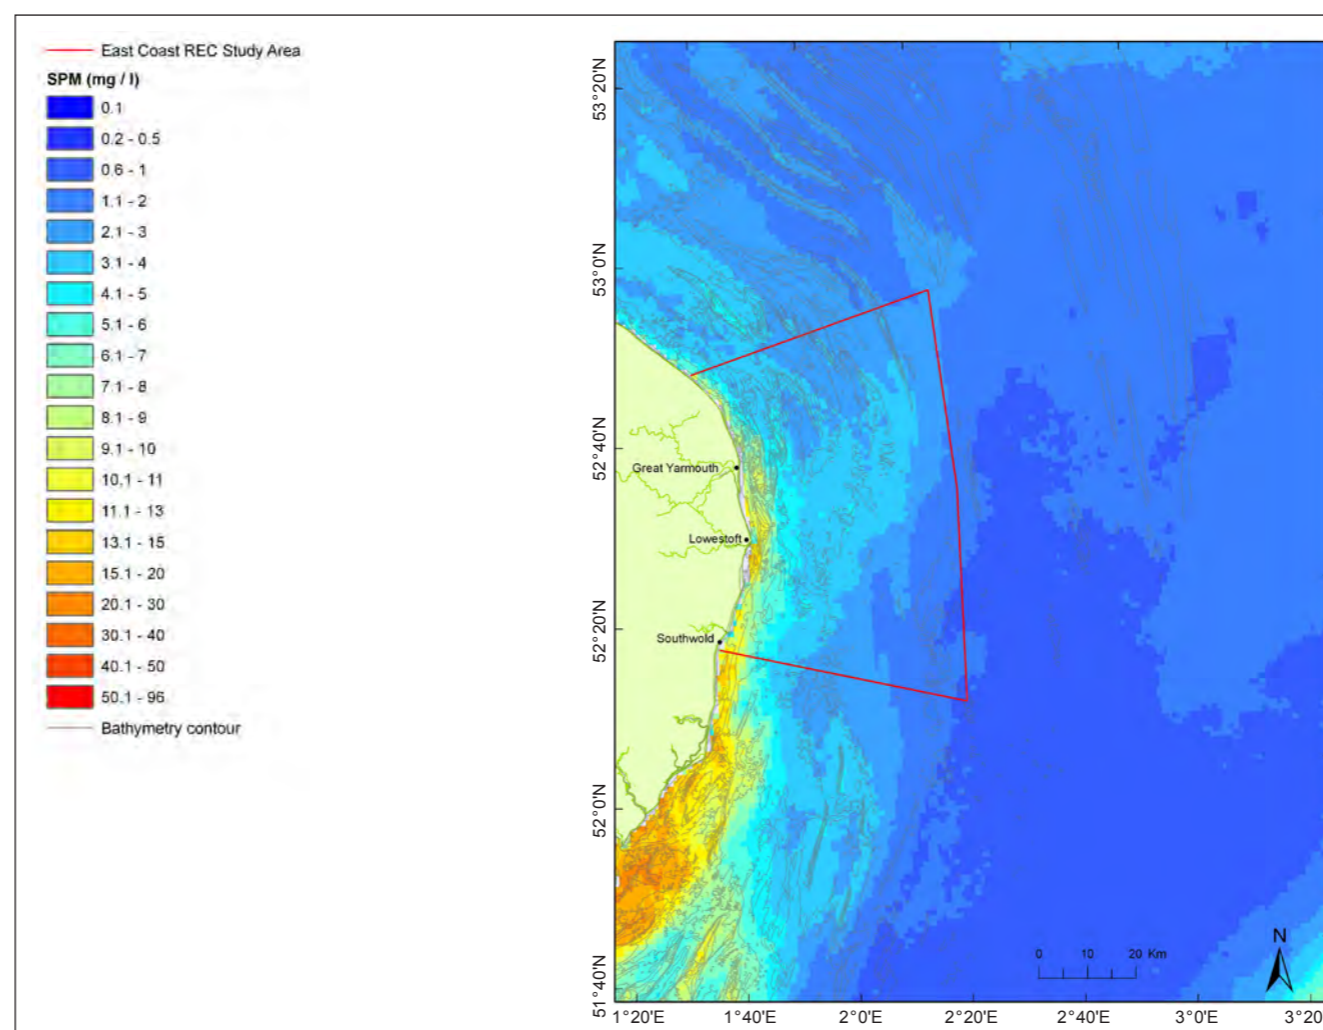 East Coast REC Study Area
SPM (mg / l)
0.1
0.2 - 0.5
0.6 - 1
1.1 - 2
2.1 - 3
3.1 - 4
4.1 - 5
5.1 - 6
6.1 - 7
7.1 - 8
8.1 - 9
9.1 - 10
10.1 - 11
11.1 - 13
13.1 - 15
15.1 - 20
20.1 - 30
30.1 - 40
40.1 - 50
50.1 - 96
Bathymetry contour
53°20'N
53°0'N
52°40'N
52°20'N
52°0'N
51°40'N
Great Yarmouth
Lowestoft
Southwold
0 10 20 Km
N
1°20'E 1°40'E 2°0'E 2°20'E 2°40'E 3°0'E 3°20